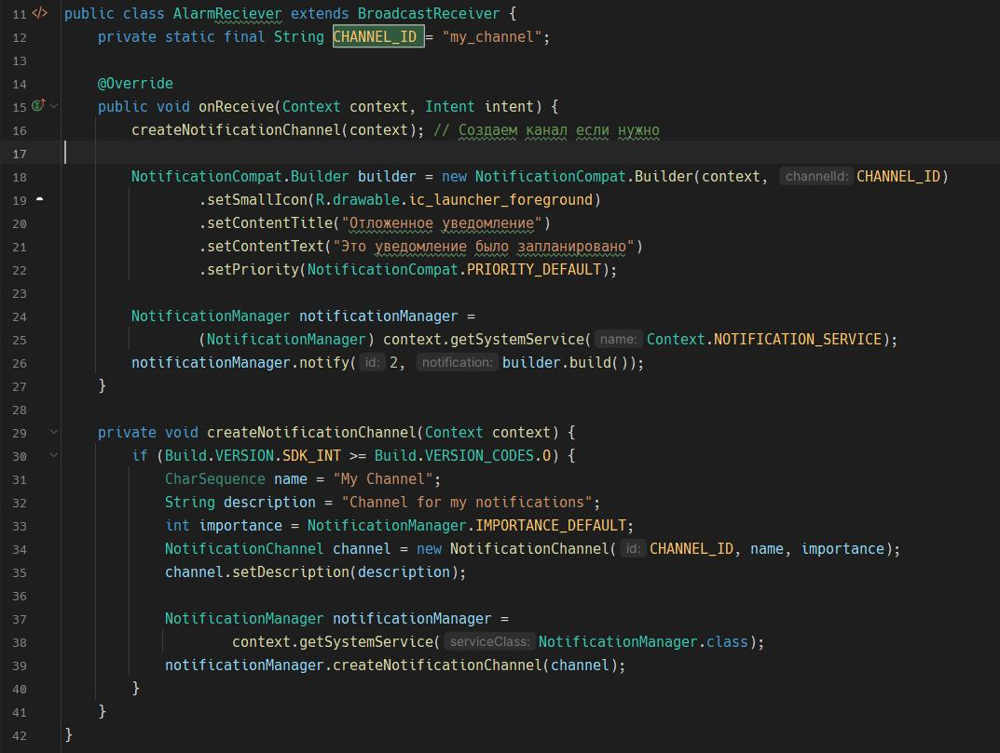 11 public class AlarmReciever extends BroadcastReceiver {
12 private static final String CHANNEL_ID = "my_channel";
13
14 @Override
15 public void onReceive(Context context, Intent intent) {
16 createNotificationChannel(context); // Создаем канал если нужно
17
18 NotificationCompat.Builder builder = new NotificationCompat.Builder(context, channelId: CHANNEL_ID)
19 .setSmallIcon(R.drawable.ic_launcher_foreground)
20 .setContentTitle("Отложенное уведомление")
21 .setContentText("Это уведомление было запланировано")
22 .setPriority(NotificationCompat.PRIORITY_DEFAULT);
23
24 NotificationManager notificationManager =
25 (NotificationManager) context.getSystemService( name: Context.NOTIFICATION_SERVICE);
26 notificationManager.notify( id: 2, notification: builder.build());
27 }
28
29 private void createNotificationChannel(Context context) {
30 if (Build.VERSION.SDK_INT >= Build.VERSION_CODES.O) {
31 CharSequence name = "My Channel";
32 String description = "Channel for my notifications";
33 int importance = NotificationManager.IMPORTANCE_DEFAULT;
34 NotificationChannel channel = new NotificationChannel( id: CHANNEL_ID, name, importance);
35 channel.setDescription(description);
36
37 NotificationManager notificationManager =
38 context.getSystemService( serviceClass: NotificationManager.class);
39 notificationManager.createNotificationChannel(channel);
40 }
41 }
42 }